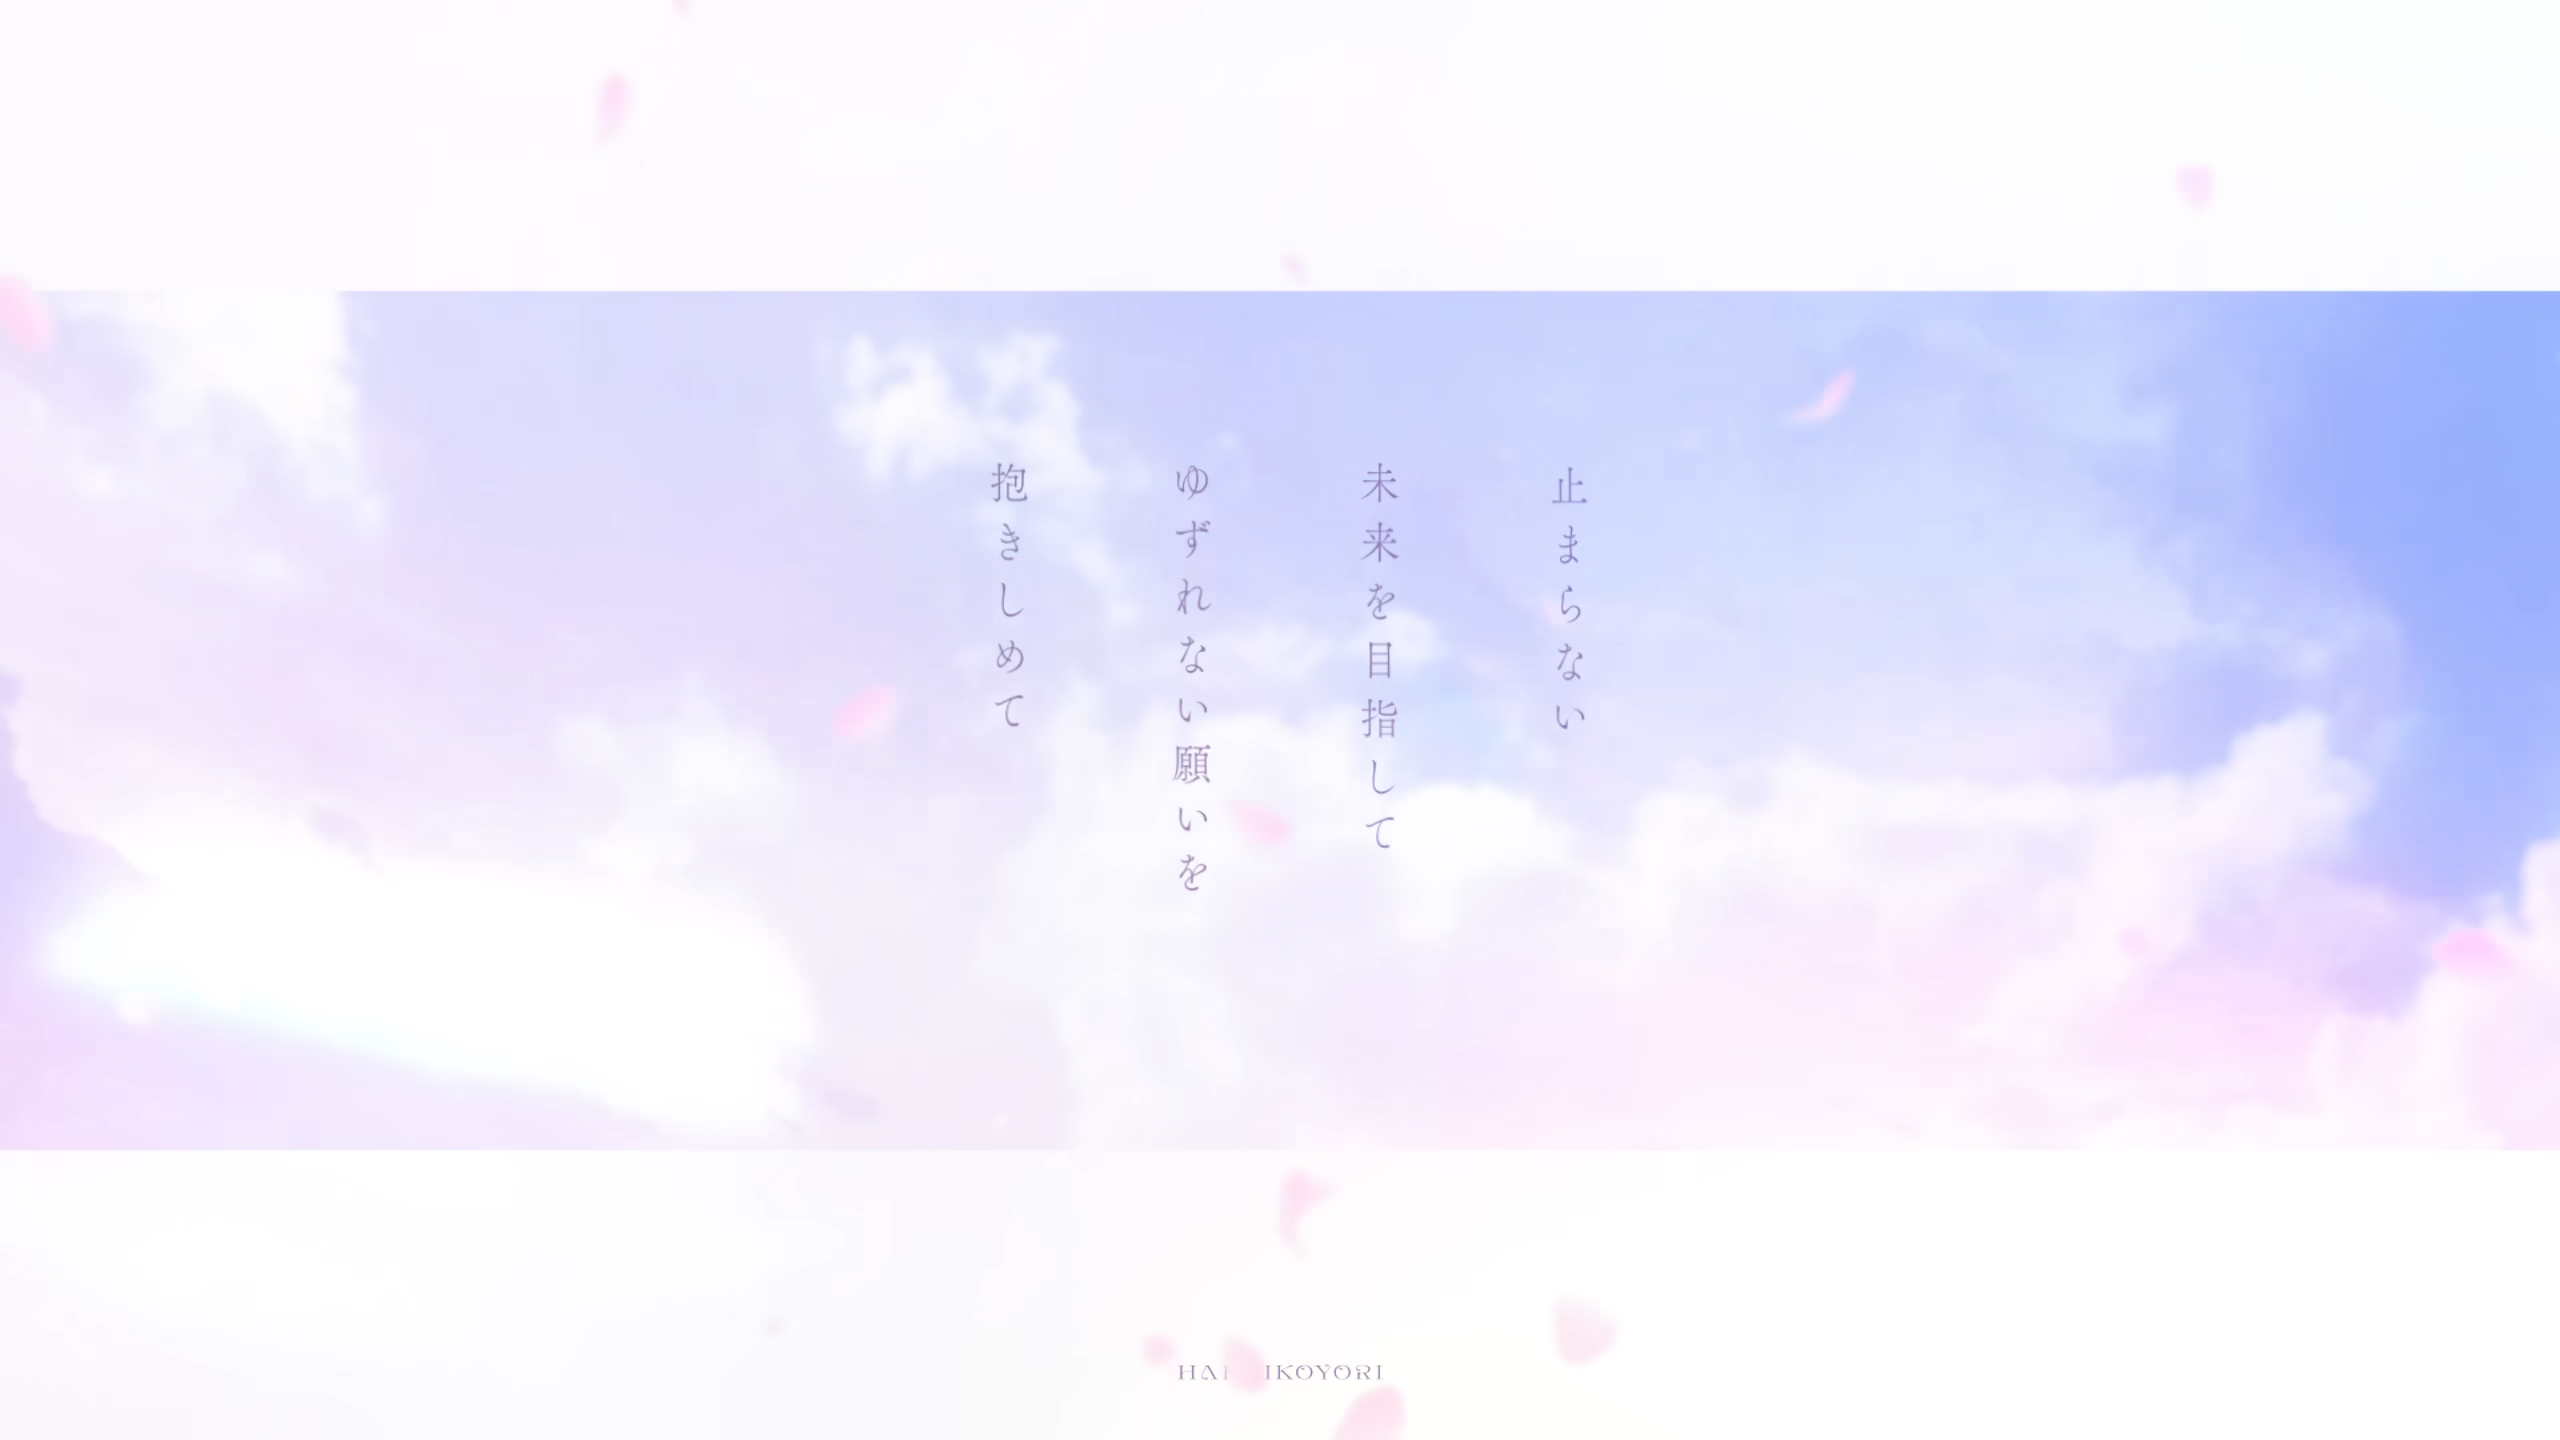 止まらない
未来を目指して
ゆずれない願いを
抱きしめて